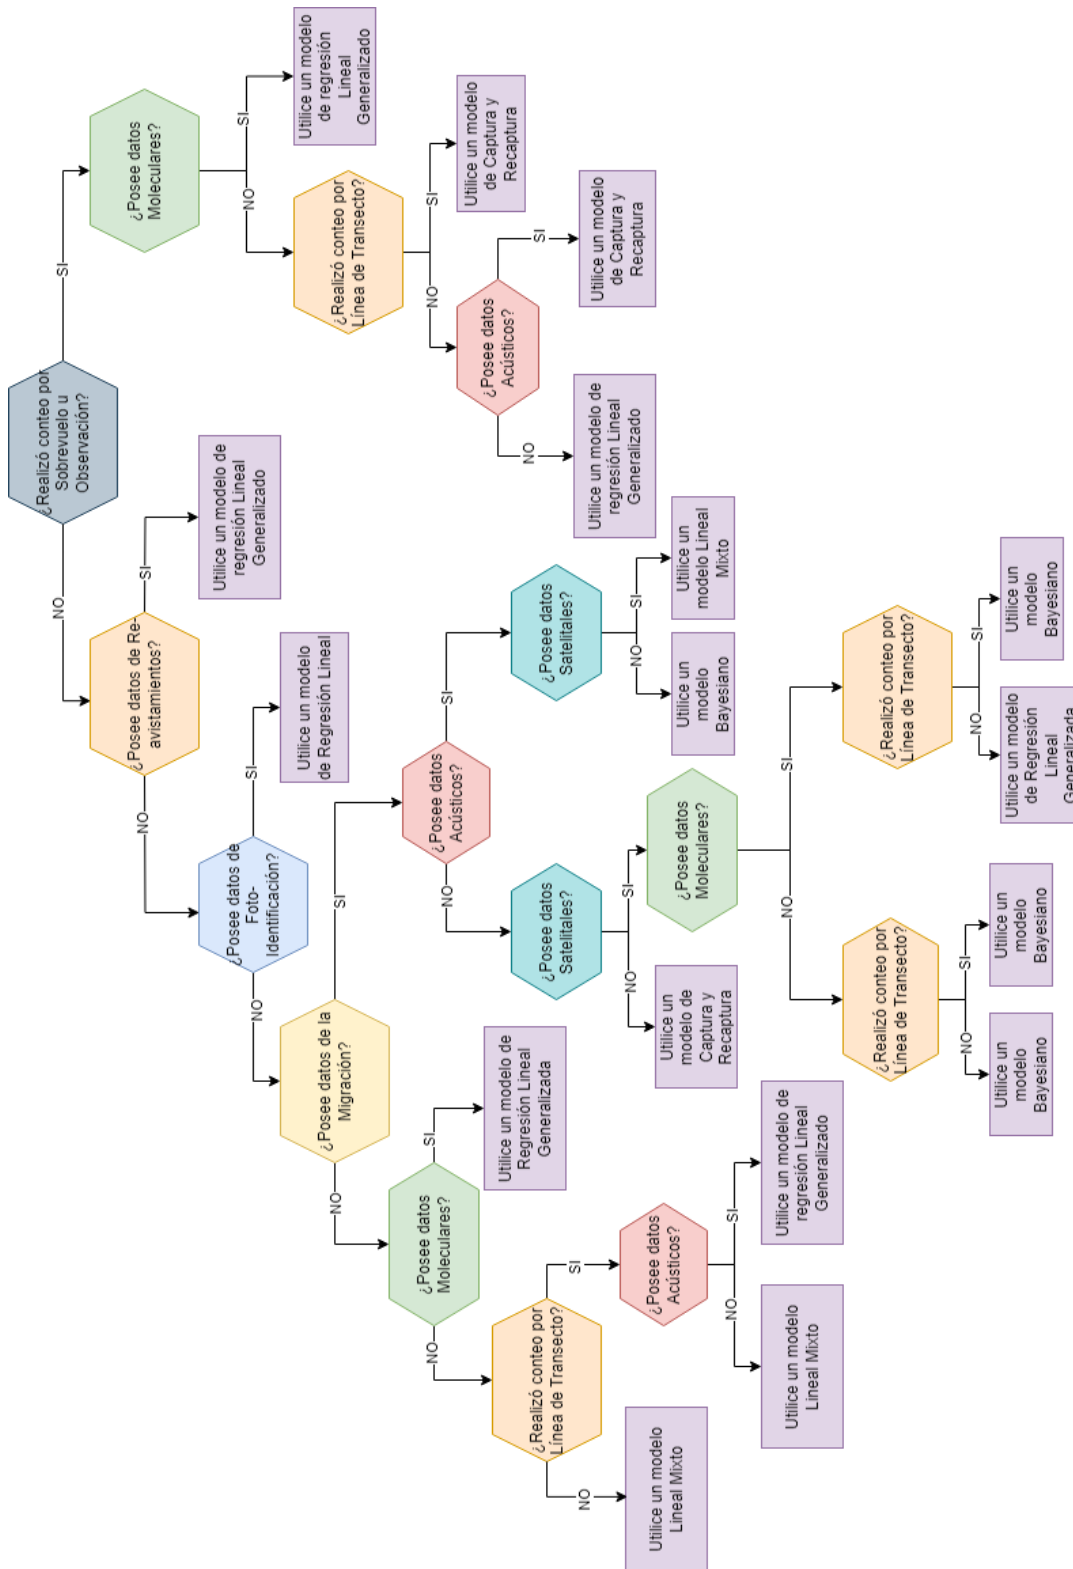 ¿Realizó conteo por
Sobrevuelo u
Observación?
NO
SI
¿Posee datos de Re-
avistamientos?
¿Posee datos
Moleculares?
NO
SI
NO
SI
¿Posee datos de
Foto-
Identificación?
Utilice un modelo de
regresión Lineal
Generalizado
¿Realizó conteo por
Línea de Transecto?
Utilice un modelo
de regresión
Lineal
Generalizado
NO
SI
NO
SI
¿Posee datos de la
Migración?
Utilice un modelo
de Regresión Lineal
¿Posee datos
Acústicos?
Utilice un modelo
de Captura y
Recaptura
NO
SI
NO
SI
¿Posee datos
Moleculares?
¿Posee datos
Acústicos?
Utilice un modelo de
regresión Lineal
Generalizado
Utilice un modelo
de Captura y
Recaptura
NO
SI
NO
SI
¿Realizó conteo por
Línea de Transecto?
Utilice un modelo de
Regresión Lineal
Generalizada
¿Posee datos
Satelitales?
¿Posee datos
Satelitales?
NO
SI
NO
SI
NO
SI
Utilice un modelo
Lineal Mixto
¿Posee datos
Acústicos?
Utilice un
modelo de
Captura y
Recaptura
¿Posee datos
Moleculares?
Utilice un
modelo
Bayesiano
Utilice un
modelo Lineal
Mixto
NO
SI
NO
SI
Utilice un modelo
Lineal Mixto
Utilice un modelo de
regresión Lineal
Generalizado
¿Realizó conteo por
Línea de Transecto?
¿Realizó conteo por
Línea de Transecto?
NO
SI
NO
SI
Utilice un
modelo
Bayesiano
Utilice un
modelo
Bayesiano
Utilice un modelo
de Regresión
Lineal
Generalizada
Utilice un
modelo
Bayesiano